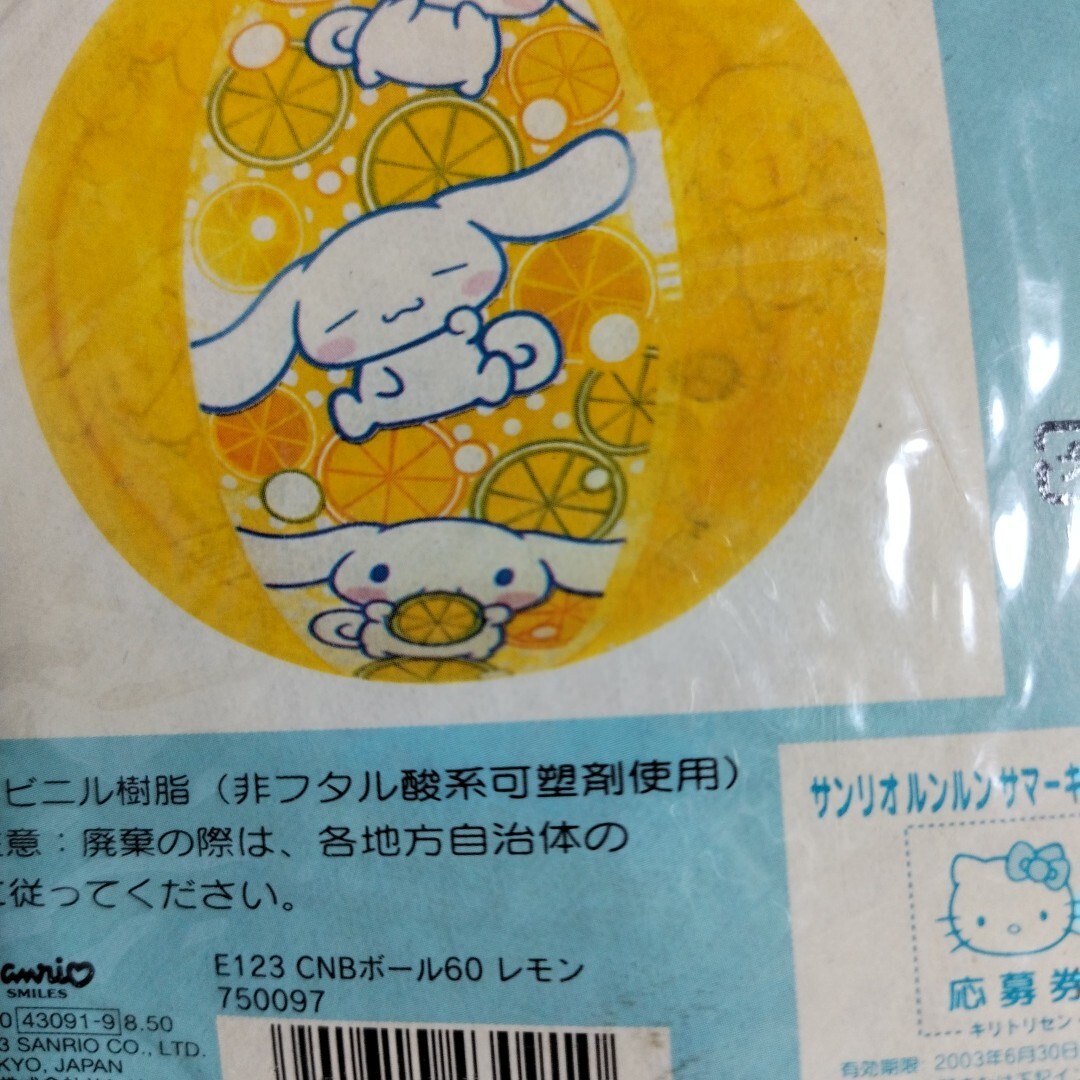 ビニル樹脂（非フタル酸系可塑剤使用）
意：廃棄の際は、各地方自治体の
従ってください。
サンリオ ルンルン サマーキ
応募券
キリトリセン
有効期限 2003年6月30日
Sanrio
SMILES
E123 CNBボール60 レモン
750097
0 43091-9 8.50
3 SANRIO CO., LTD.
KYO, JAPAN